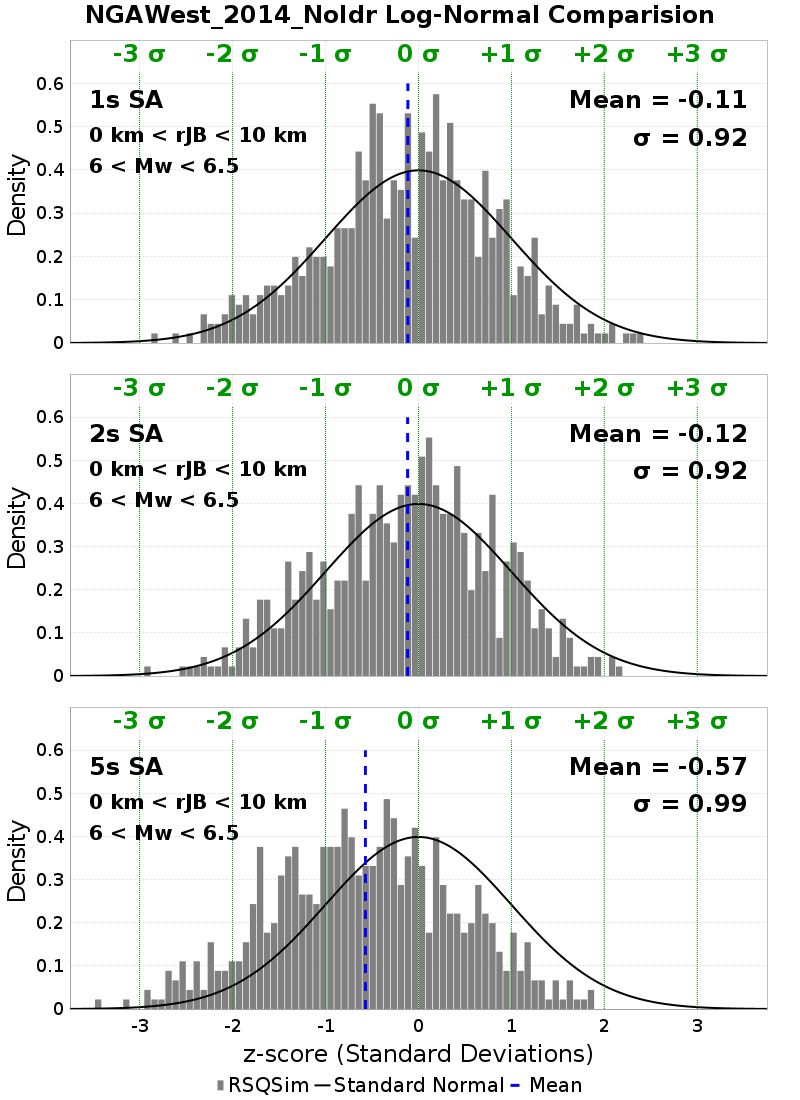 NGAWest_2014_NoIdr Log-Normal Comparision
-3 σ -2 σ -1 σ 0 σ +1 σ +2 σ +3 σ
0.6
1s SA
Mean = -0.11
0.5
0 km < rJB < 10 km
σ = 0.92
6 < Mw < 6.5
0.4
0.3
0.2
0.1
0
Density
-3 σ -2 σ -1 σ 0 σ +1 σ +2 σ +3 σ
0.6
2s SA
Mean = -0.12
0.5
0 km < rJB < 10 km
σ = 0.92
6 < Mw < 6.5
0.4
0.3
0.2
0.1
0
Density
-3 σ -2 σ -1 σ 0 σ +1 σ +2 σ +3 σ
0.6
5s SA
Mean = -0.57
0.5
0 km < rJB < 10 km
σ = 0.99
6 < Mw < 6.5
0.4
0.3
0.2
0.1
0
Density
-3 -2 -1 0 1 2 3
z-score (Standard Deviations)
RSQSim Standard Normal Mean